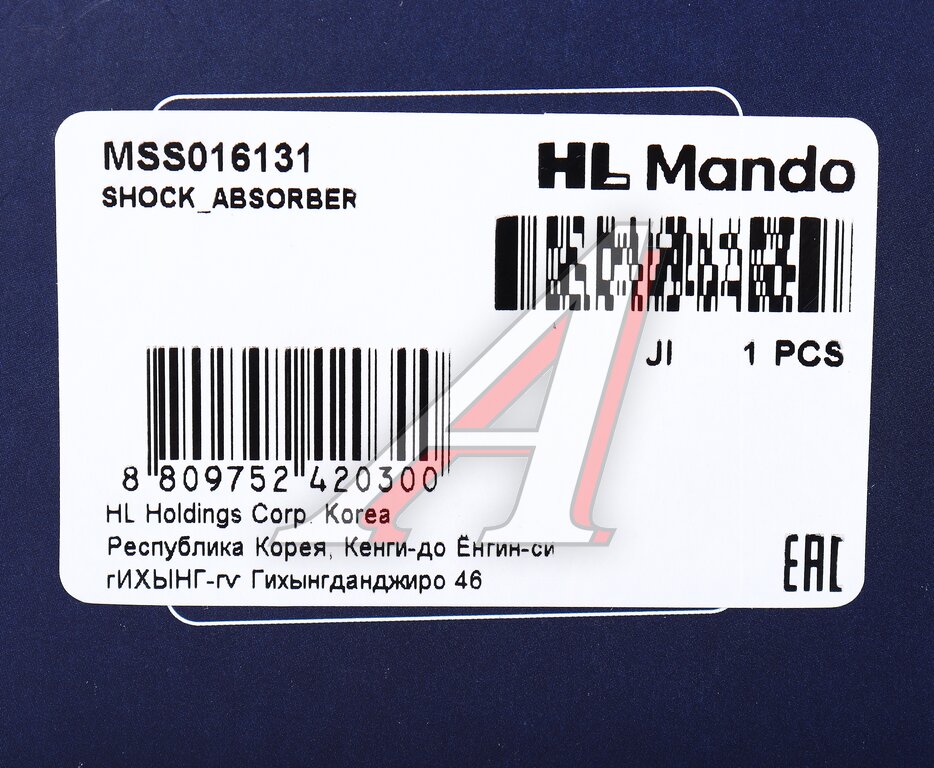 MSS016131
SHOCK_ABSORBER
HL Mando
JI 1 PCS
8 809752 420300
HL Holdings Corp. Korea
Республика Корея, Кенги-до Ёнгин-си
гИХЫНГ-гv Гихынгданджиро 46
EAC